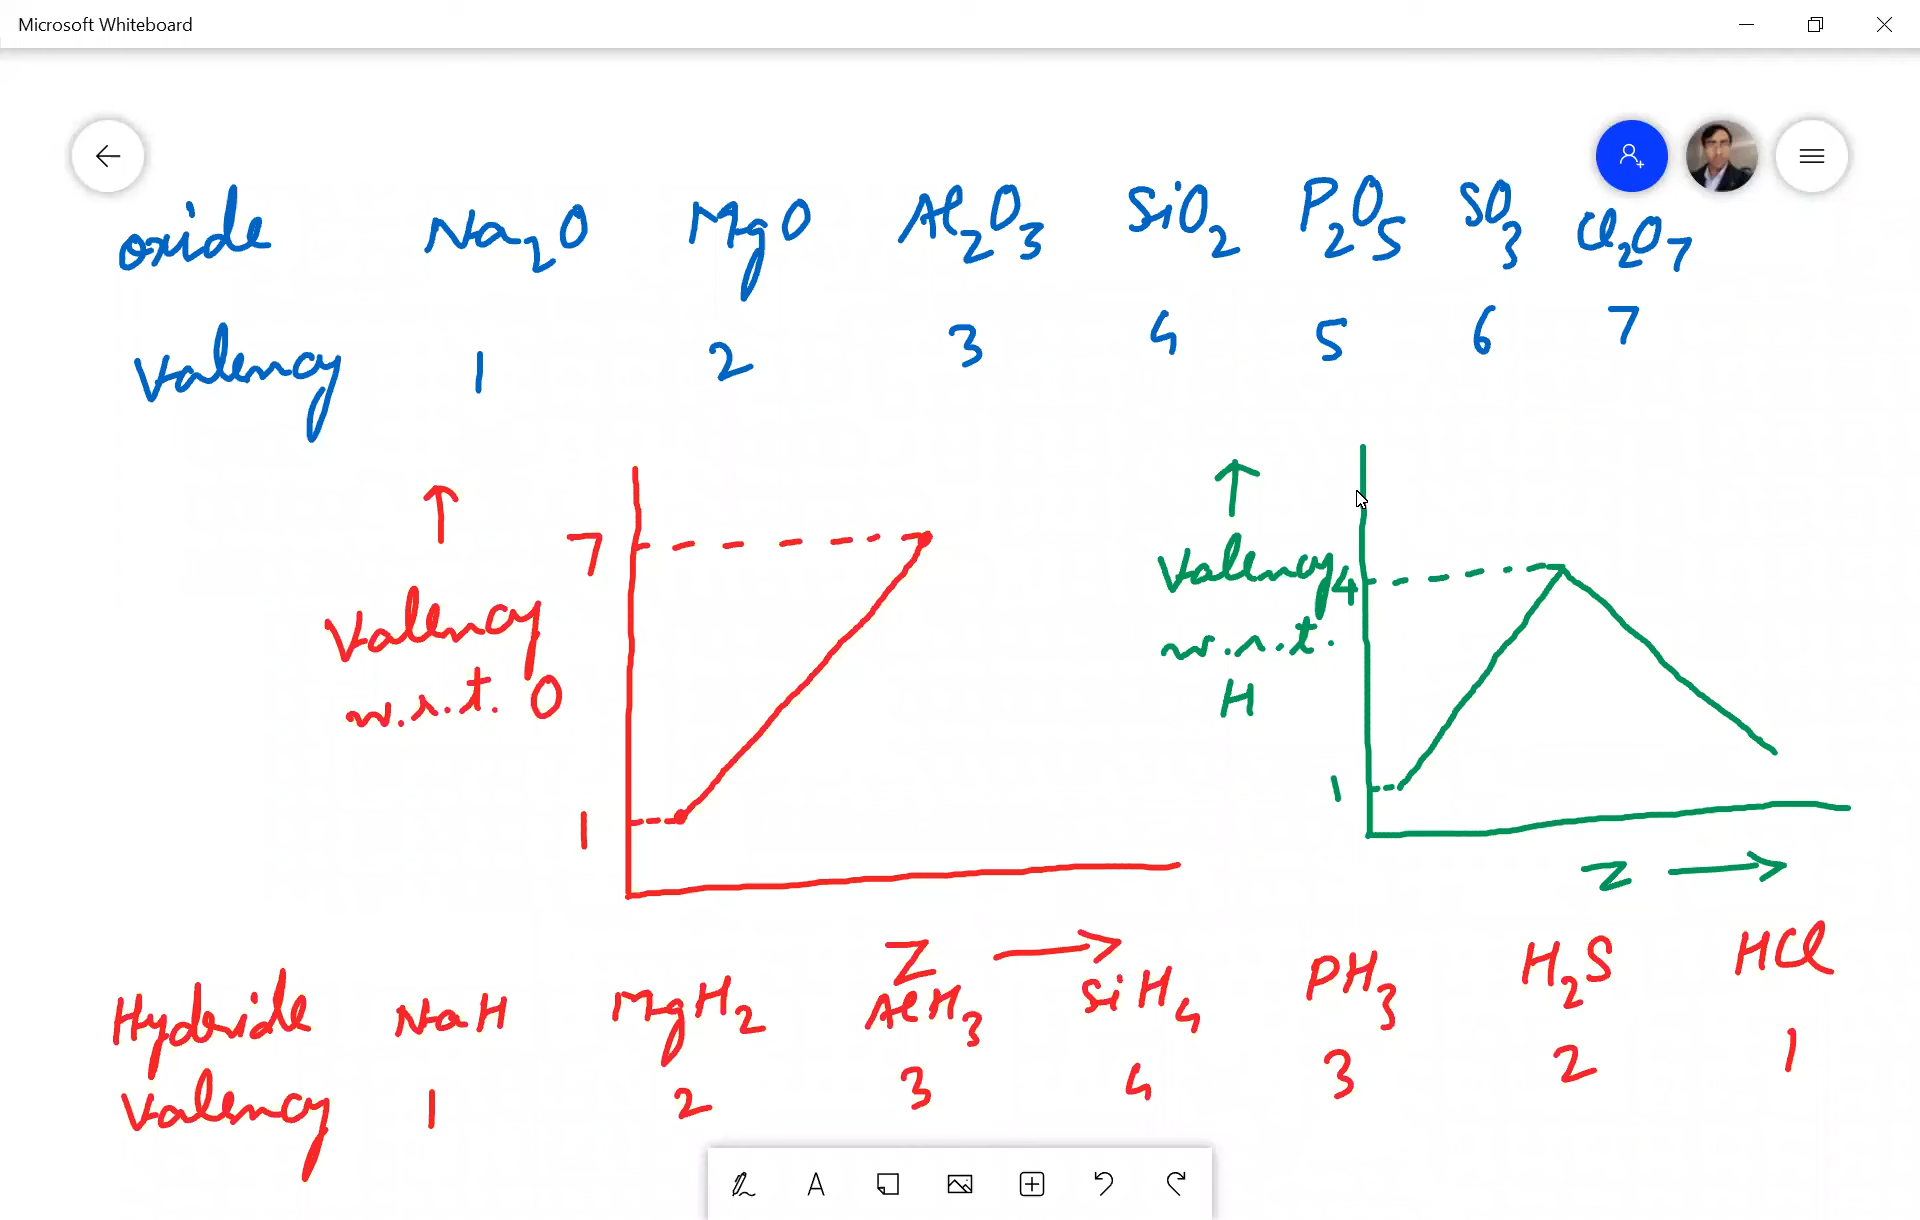 Microsoft Whiteboard
oxide Na₂O MgO Al₂O₃ SiO₂ P₂O₅ SO₃ Cl₂O₇
Valency 1 2 3 4 5 6 7
↑
7
Valency
w.r.t. O
1
Z →
↑
Valency 4
w.r.t.
H
1
Z →
Hyderide NaH MgH₂ AlH₃ SiH₄ PH₃ H₂S HCl
Valency 1 2 3 4 3 2 1